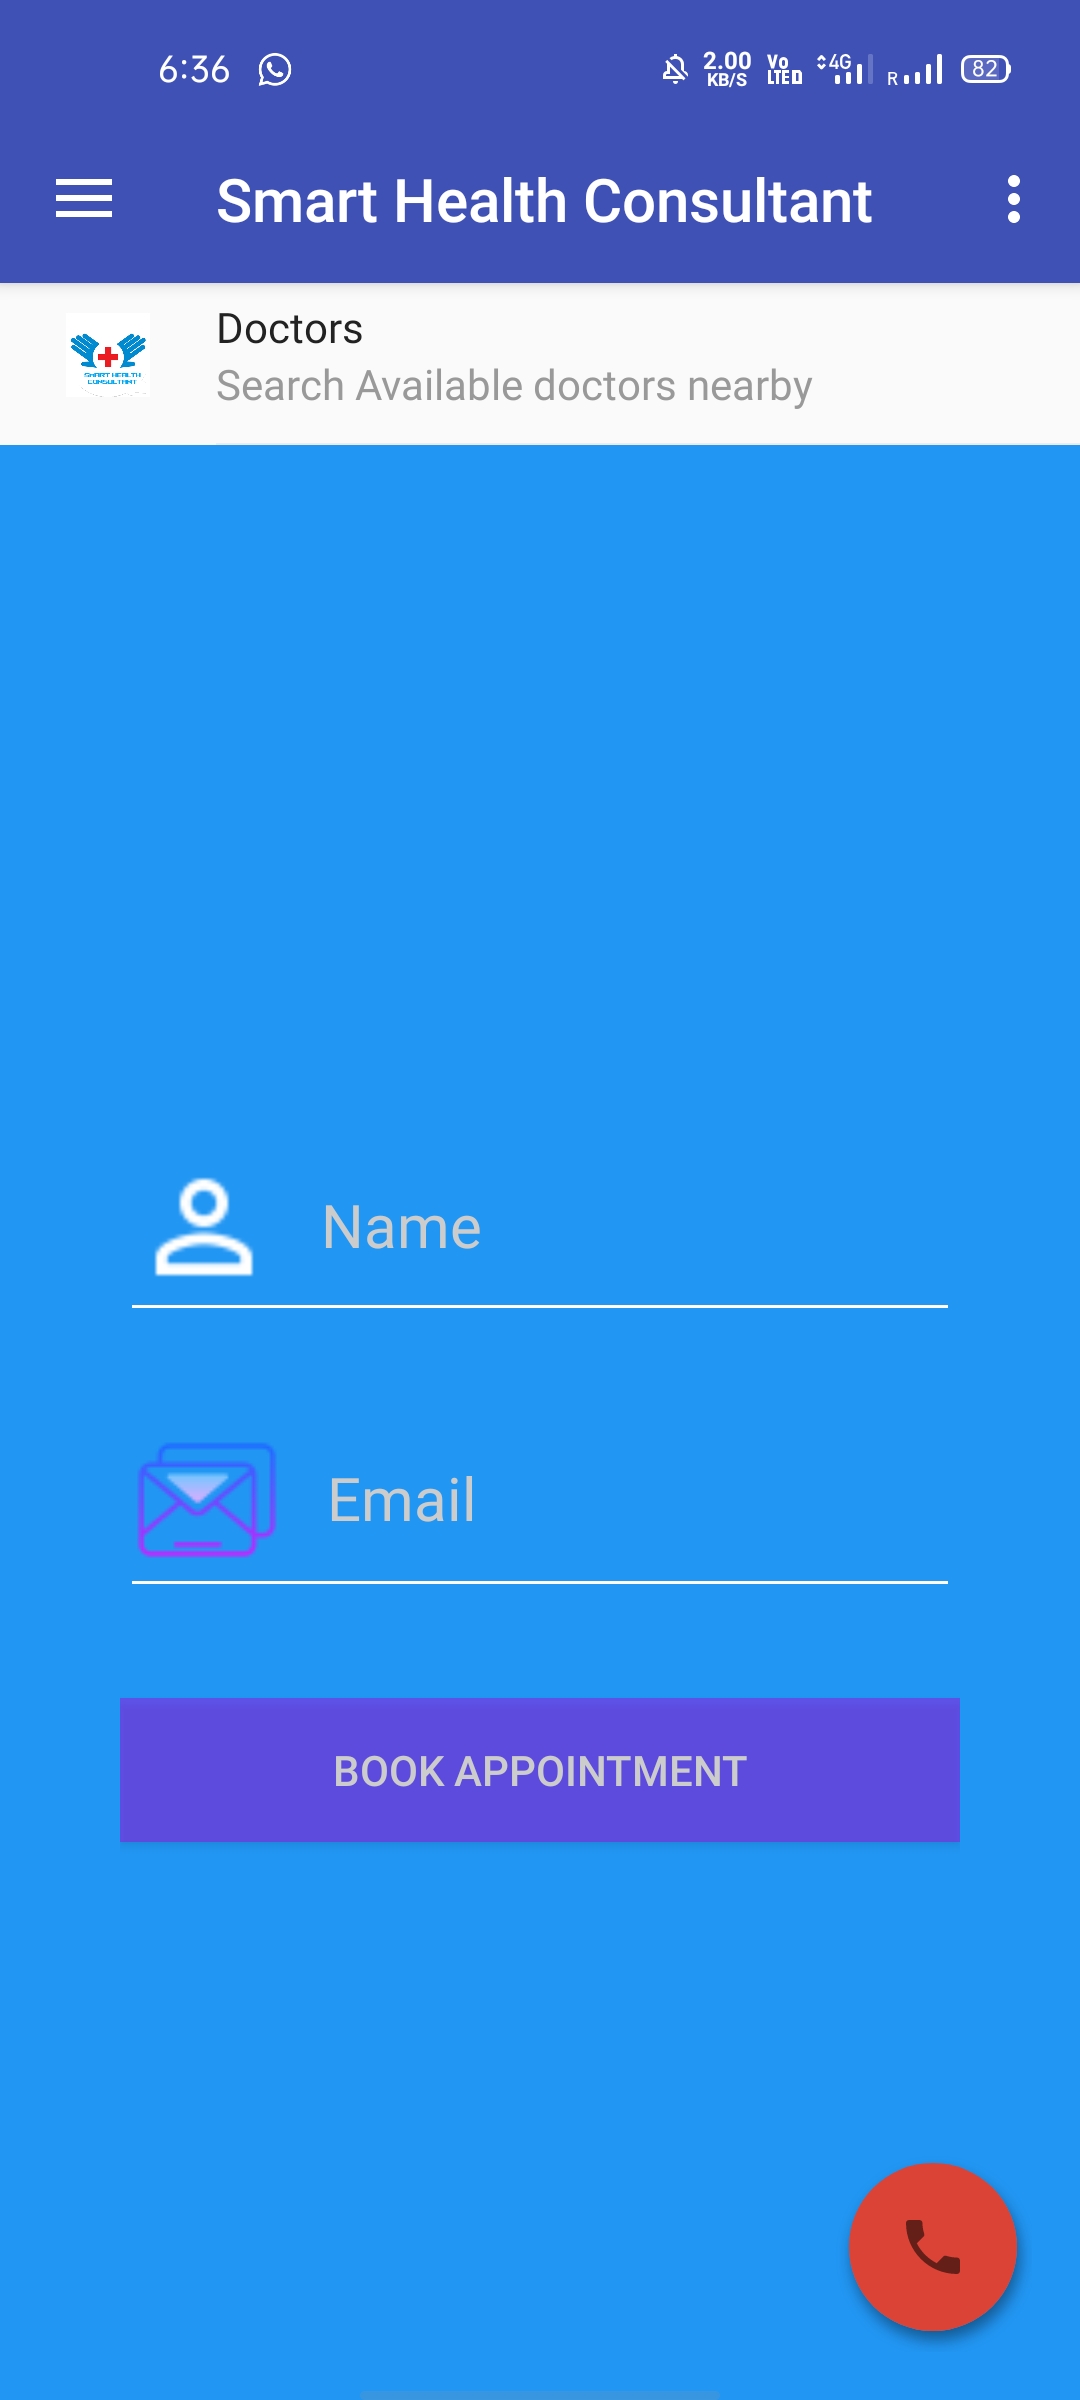 6:36
2.00 KB/S
Vo LTE D
4G
R
82
Smart Health Consultant
Doctors
SMART HEALTH
CONSULTANT
Search Available doctors nearby
Name
Email
BOOK APPOINTMENT